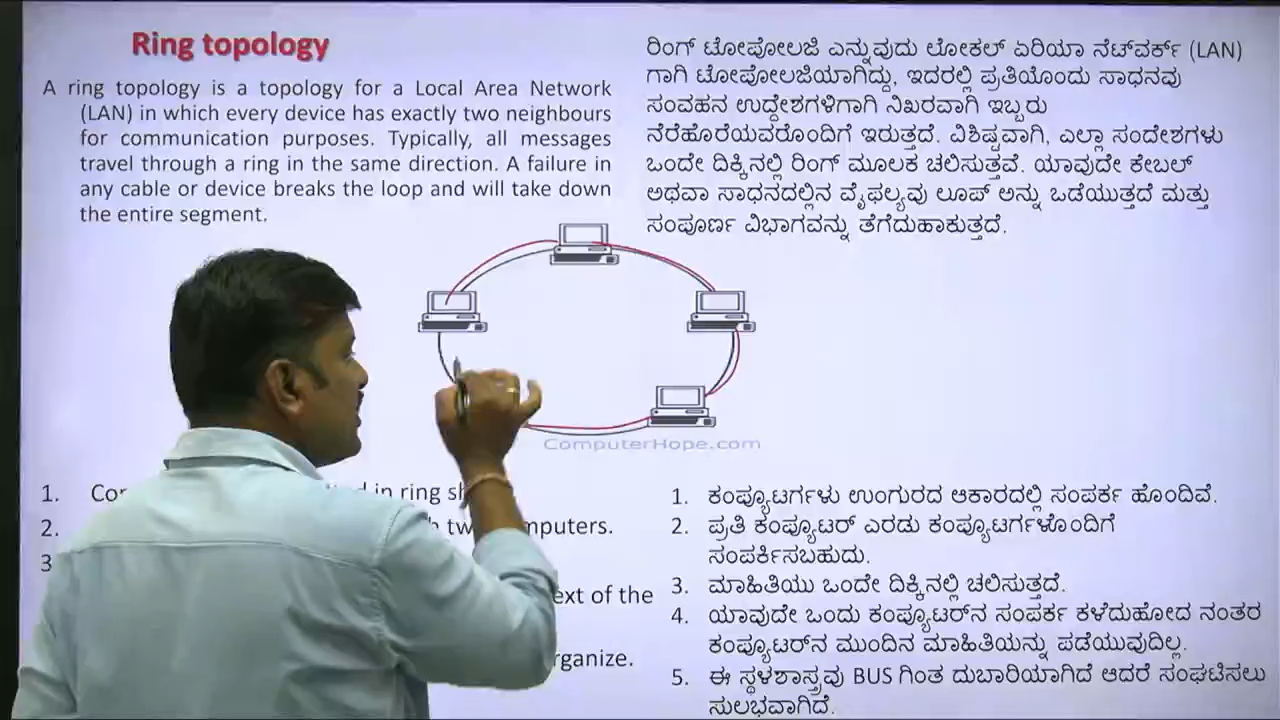 Ring topology
A ring topology is a topology for a Local Area Network
(LAN) in which every device has exactly two neighbours
for communication purposes. Typically, all messages
travel through a ring in the same direction. A failure in
any cable or device breaks the loop and will take down
the entire segment.
ರಿಂಗ್ ಟೋಪೋಲಜಿ ಎನ್ನುವುದು ಲೋಕಲ್ ಏರಿಯಾ ನೆಟ್‌ವರ್ಕ್ (LAN)
ಗಾಗಿ ಟೋಪೋಲಜಿಯಾಗಿದ್ದು, ಇದರಲ್ಲಿ ಪ್ರತಿಯೊಂದು ಸಾಧನವು
ಸಂವಹನ ಉದ್ದೇಶಗಳಿಗಾಗಿ ನಿಖರವಾಗಿ ಇಬ್ಬರು
ನೆರೆಹೊರೆಯವರೊಂದಿಗೆ ಇರುತ್ತದೆ. ವಿಶಿಷ್ಟವಾಗಿ, ಎಲ್ಲಾ ಸಂದೇಶಗಳು
ಒಂದೇ ದಿಕ್ಕಿನಲ್ಲಿ ರಿಂಗ್ ಮೂಲಕ ಚಲಿಸುತ್ತವೆ. ಯಾವುದೇ ಕೇಬಲ್
ಅಥವಾ ಸಾಧನದಲ್ಲಿನ ವೈಫಲ್ಯವು ಲೂಪ್ ಅನ್ನು ಒಡೆಯುತ್ತದೆ ಮತ್ತು
ಸಂಪೂರ್ಣ ವಿಭಾಗವನ್ನು ತೆಗೆದುಹಾಕುತ್ತದೆ.
ComputerHope.com
1. in ring
2. computers.
3
of the
1. ಕಂಪ್ಯೂಟರ್ಗಳು ಉಂಗುರದ ಆಕಾರದಲ್ಲಿ ಸಂಪರ್ಕ ಹೊಂದಿವೆ.
2. ಪ್ರತಿ ಕಂಪ್ಯೂಟರ್ ಎರಡು ಕಂಪ್ಯೂಟರ್ಗಳೊಂದಿಗೆ
ಸಂಪರ್ಕಿಸಬಹುದು.
3. ಮಾಹಿತಿಯು ಒಂದೇ ದಿಕ್ಕಿನಲ್ಲಿ ಚಲಿಸುತ್ತದೆ.
4. ಯಾವುದೇ ಒಂದು ಕಂಪ್ಯೂಟರ್‌ನ ಸಂಪರ್ಕ ಕಳೆದುಹೋದ ನಂತರ
ಕಂಪ್ಯೂಟರ್‌ನ ಮುಂದಿನ ಮಾಹಿತಿಯನ್ನು ಪಡೆಯುವುದಿಲ್ಲ.
5. ಈ ಸ್ಥಳಶಾಸ್ತ್ರವು BUS ಗಿಂತ ದುಬಾರಿಯಾಗಿದೆ ಆದರೆ ಸಂಘಟಿಸಲು
ಸುಲಭವಾಗಿದೆ.